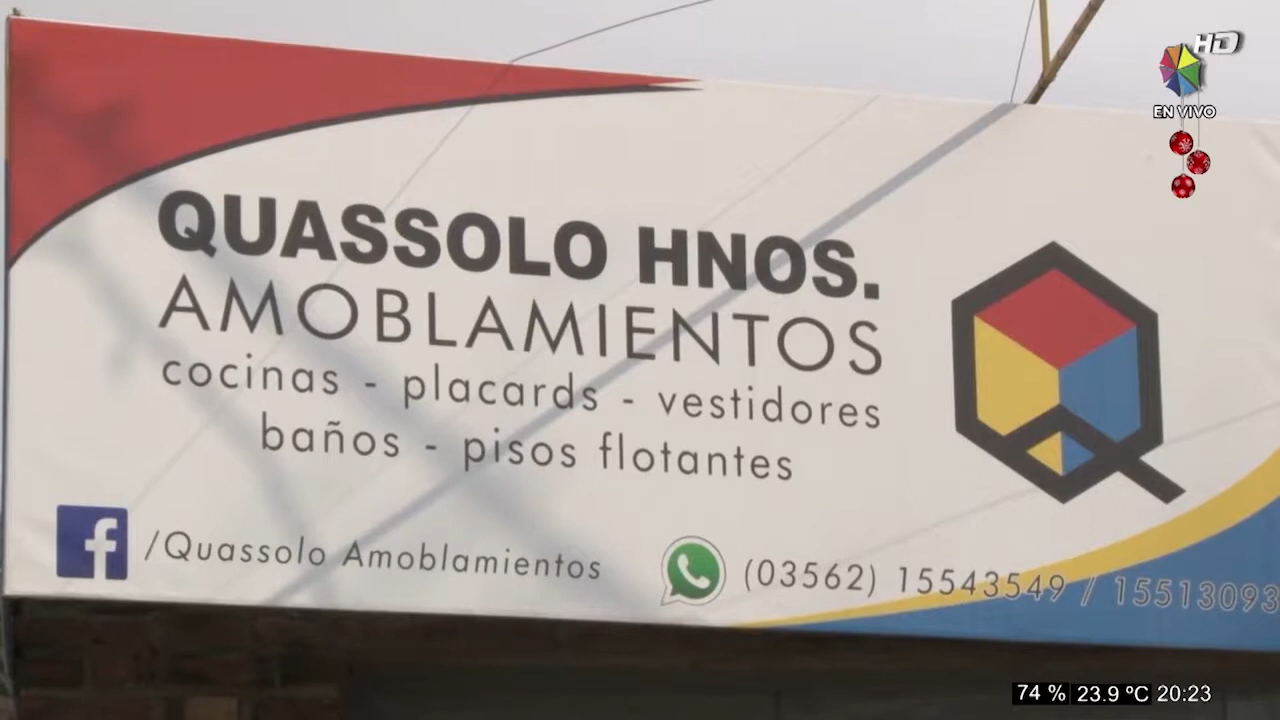 HD
EN VIVO
QUASSOLO HNOS.
AMOBLAMIENTOS
cocinas - placards - vestidores
baños - pisos flotantes
/Quassolo Amoblamientos
(03562) 15543549 / 15513093
74 % 23.9 ºC 20:23